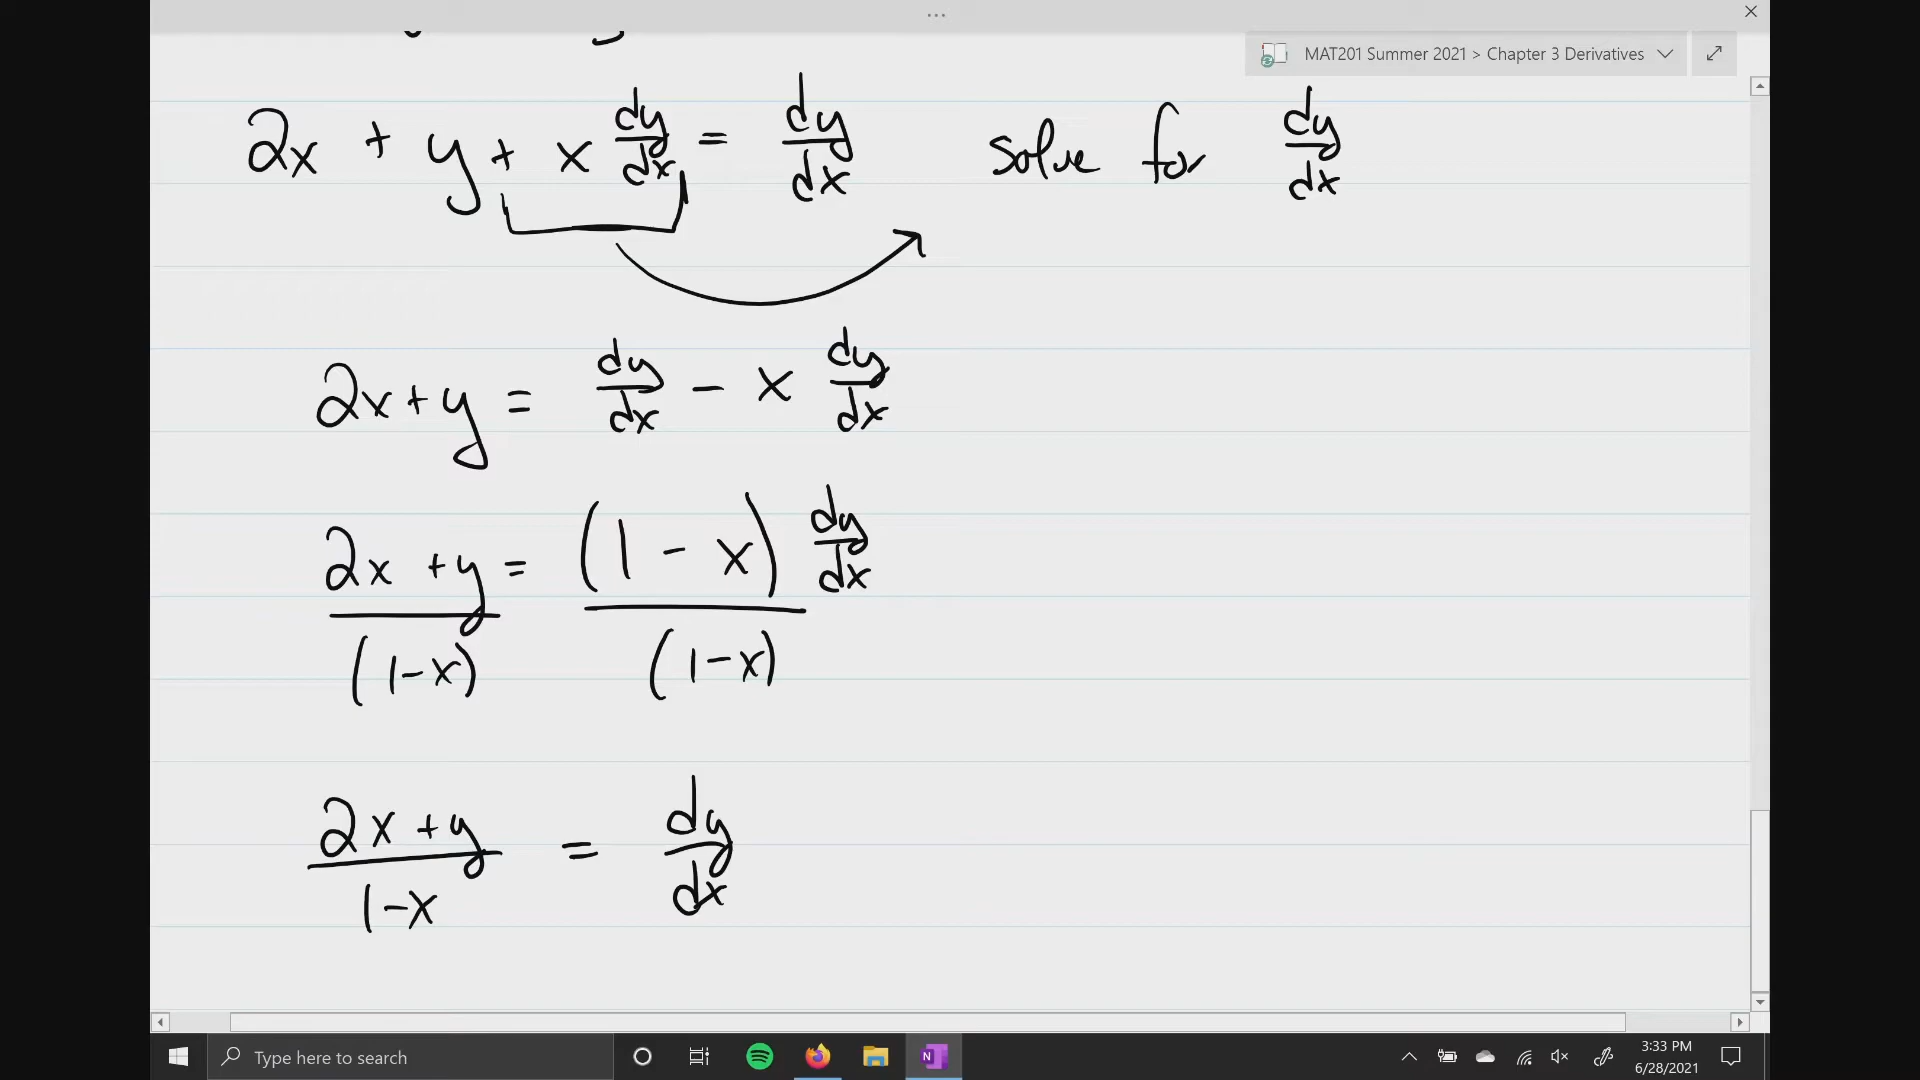 ...
MAT201 Summer 2021 > Chapter 3 Derivatives
2x + y + x dy/dx = dy/dx solve for dy/dx
2x + y = dy/dx - x dy/dx
2x + y = (1 - x) dy/dx
(1-x) (1-x)
2x + y = dy/dx
1-x
Type here to search
3:33 PM
6/28/2021